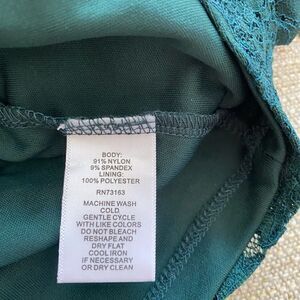 BODY:
91% NYLON
9% SPANDEX
LINING:
100% POLYESTER
RN73163
MACHINE WASH
COLD
GENTLE CYCLE
WITH LIKE COLORS
DO NOT BLEACH
RESHAPE AND
DRY FLAT
COOL IRON
IF NECESSARY
OR DRY CLEAN